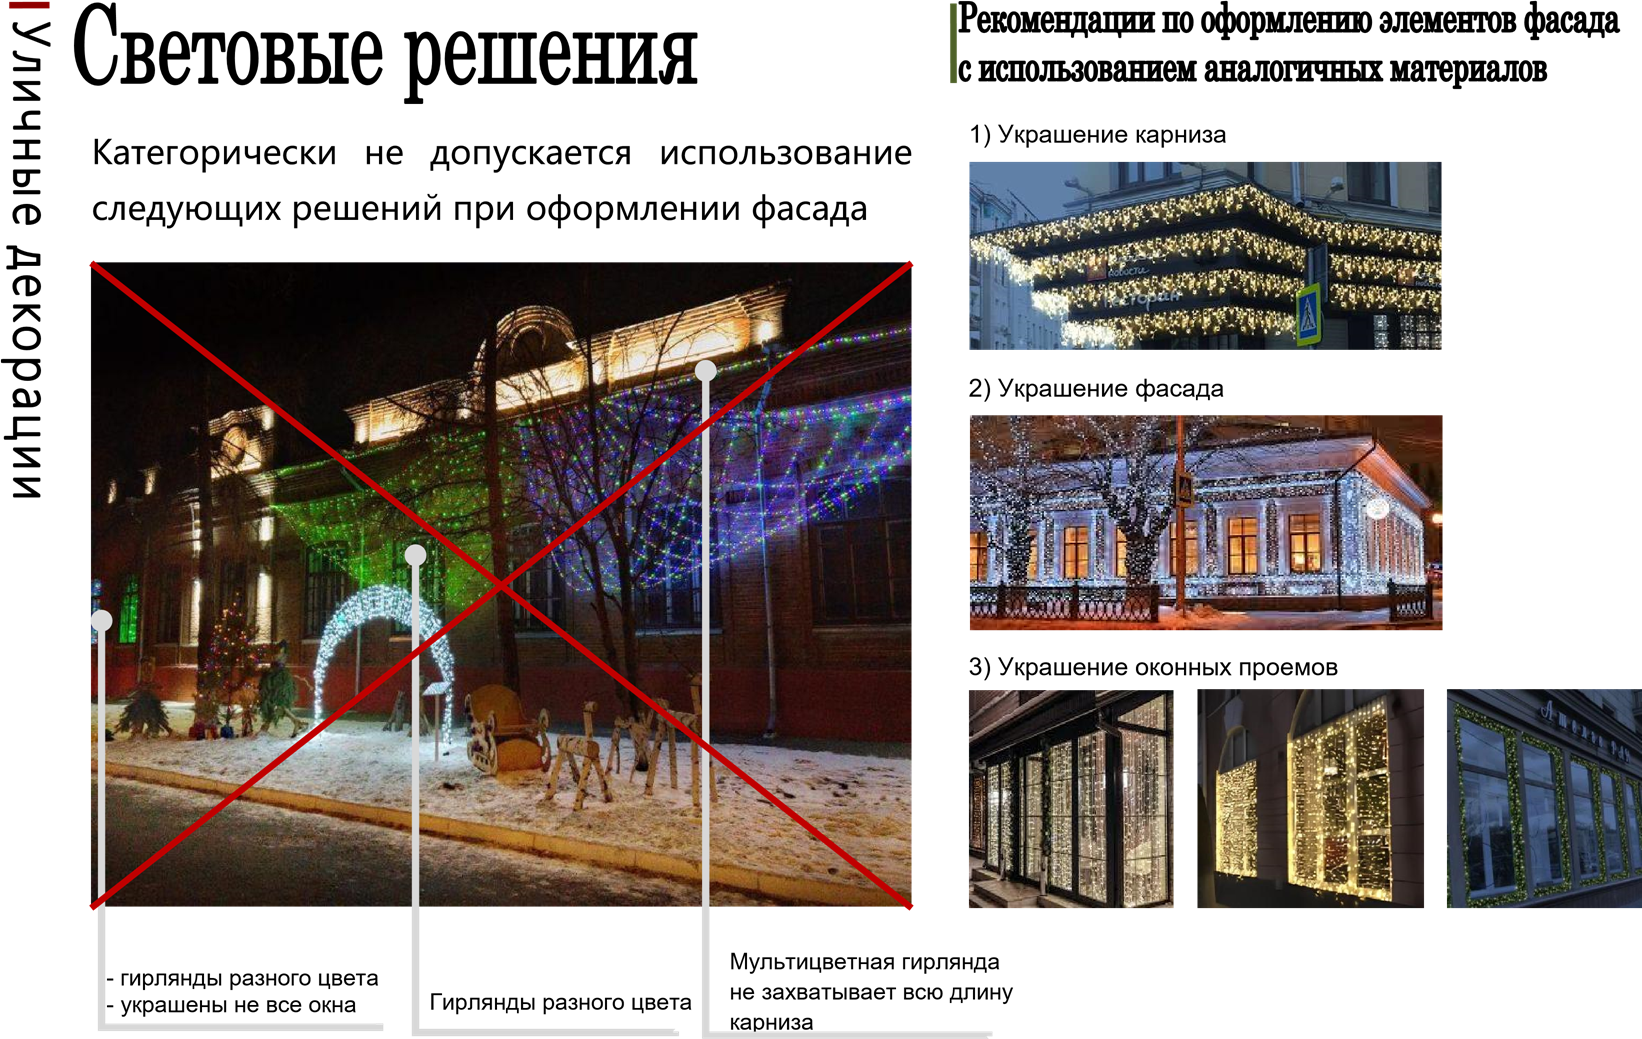 Уличные декорации
Световые решения
Категорически не допускается использование
следующих решений при оформлении фасада
- гирлянды разного цвета
- украшены не все окна
Гирлянды разного цвета
Мультицветная гирлянда
не захватывает всю длину
карниза
Рекомендации по оформлению элементов фасада
с использованием аналогичных материалов
1) Украшение карниза
новости
ресторан
2) Украшение фасада
3) Украшение оконных проемов